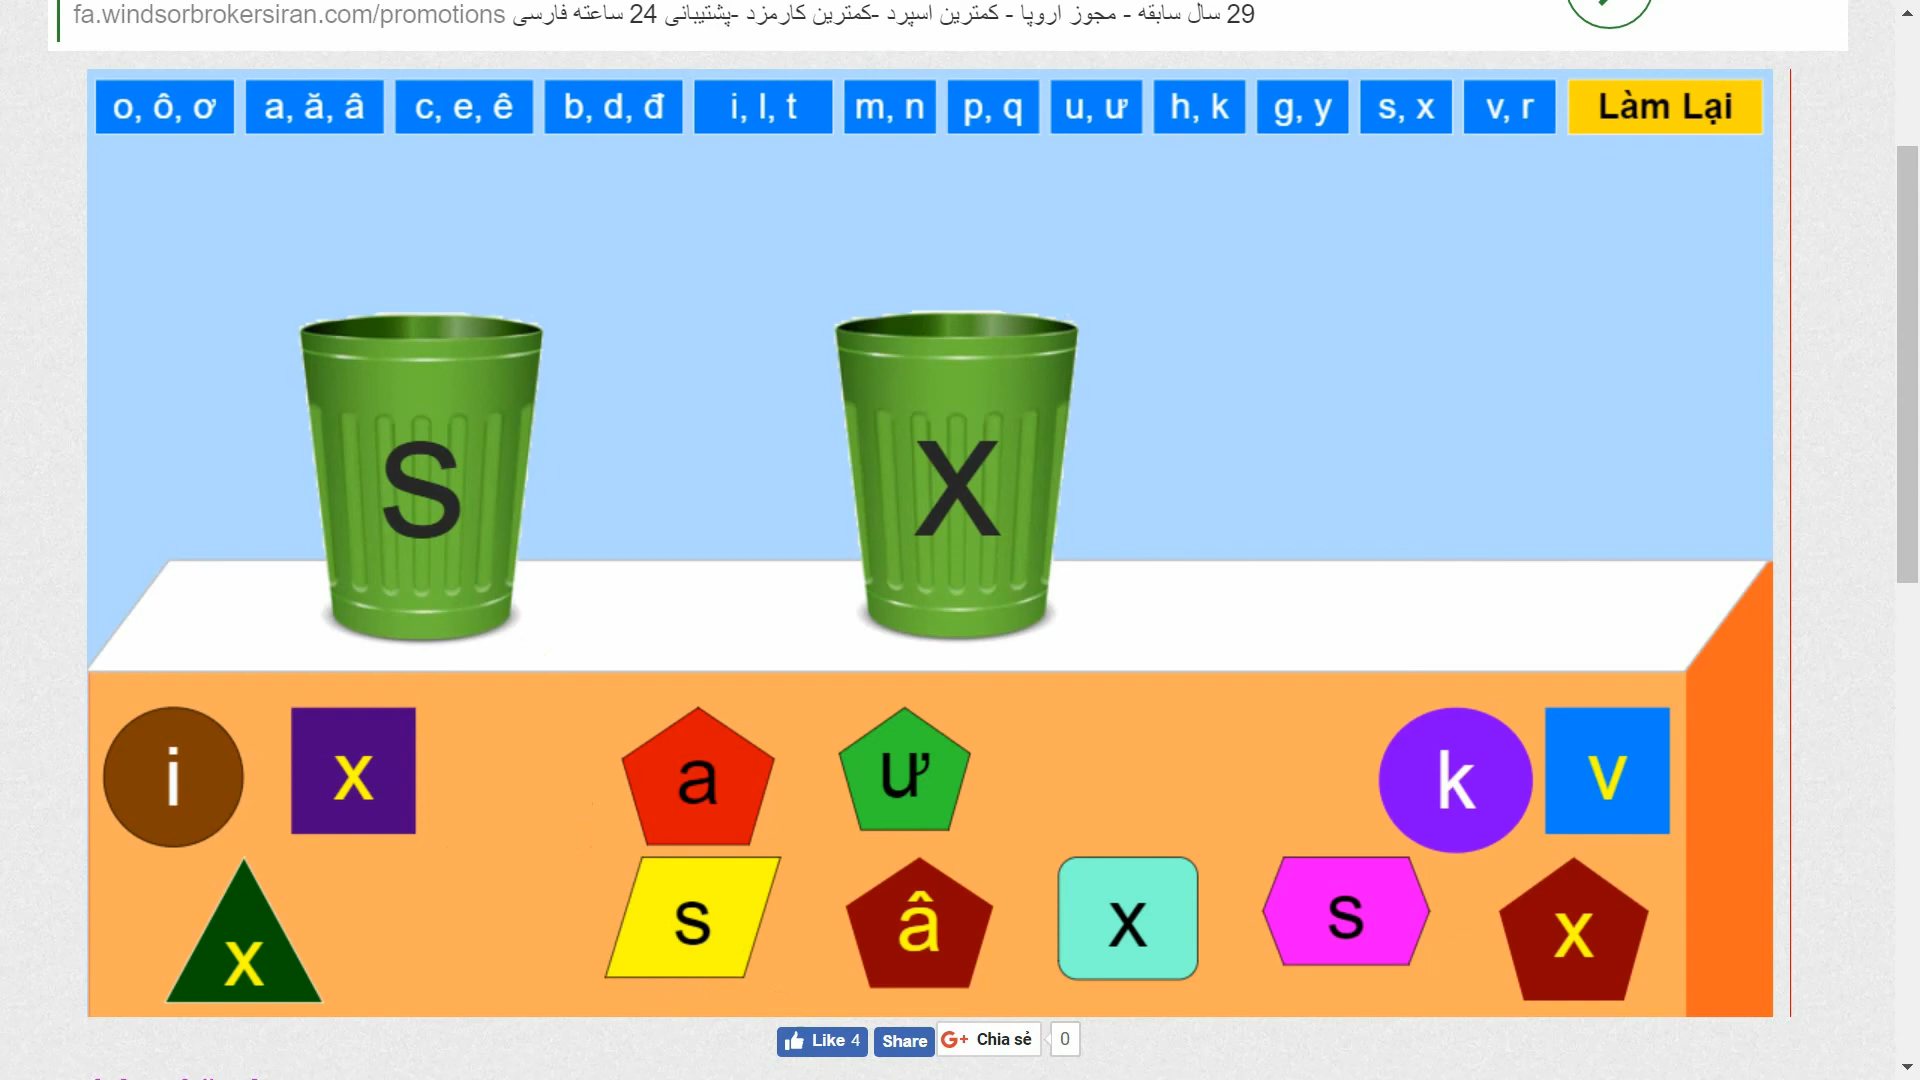 fa.windsorbrokersiran.com/promotions 29 سال سابقه - مجوز اروپا - کمترین اسپرد -کمترین کارمزد -پشتیبانی 24 ساعته فارسی
o, ô, ơ a, ă, â c, e, ê b, d, đ i, l, t m, n p, q u, ư h, k g, y s, x v, r Làm Lại
s x
i x a ư k v
x s â x s x
Like 4 Share G+ Chia sẻ 0